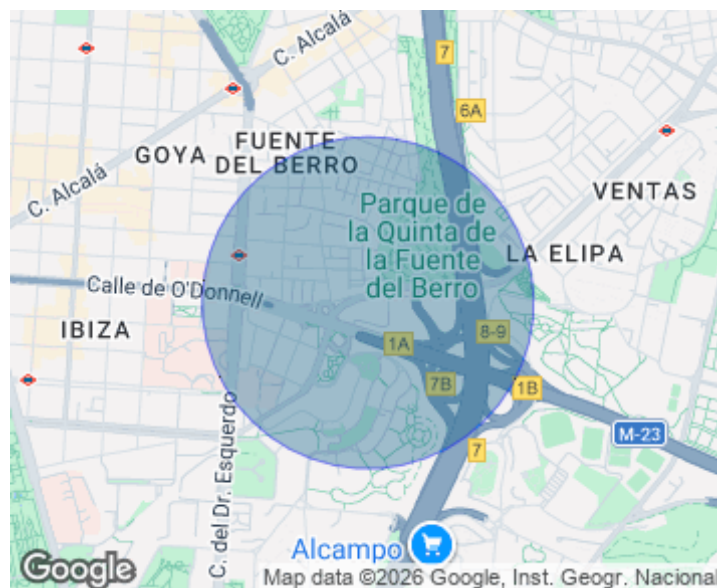 C. Alcalá
7
6A
FUENTE
DEL BERRO
GOYA
VENTAS
C. Alcalá
Parque de
la Quinta de
la Fuente
del Berro
LA ELIPA
Calle de O'Donnell
IBIZA
8-9
1A
7B
1B
M-23
7
C. del Dr. Esquerdo
Alcampo
Google
Map data ©2026 Google, Inst. Geogr. Nacional